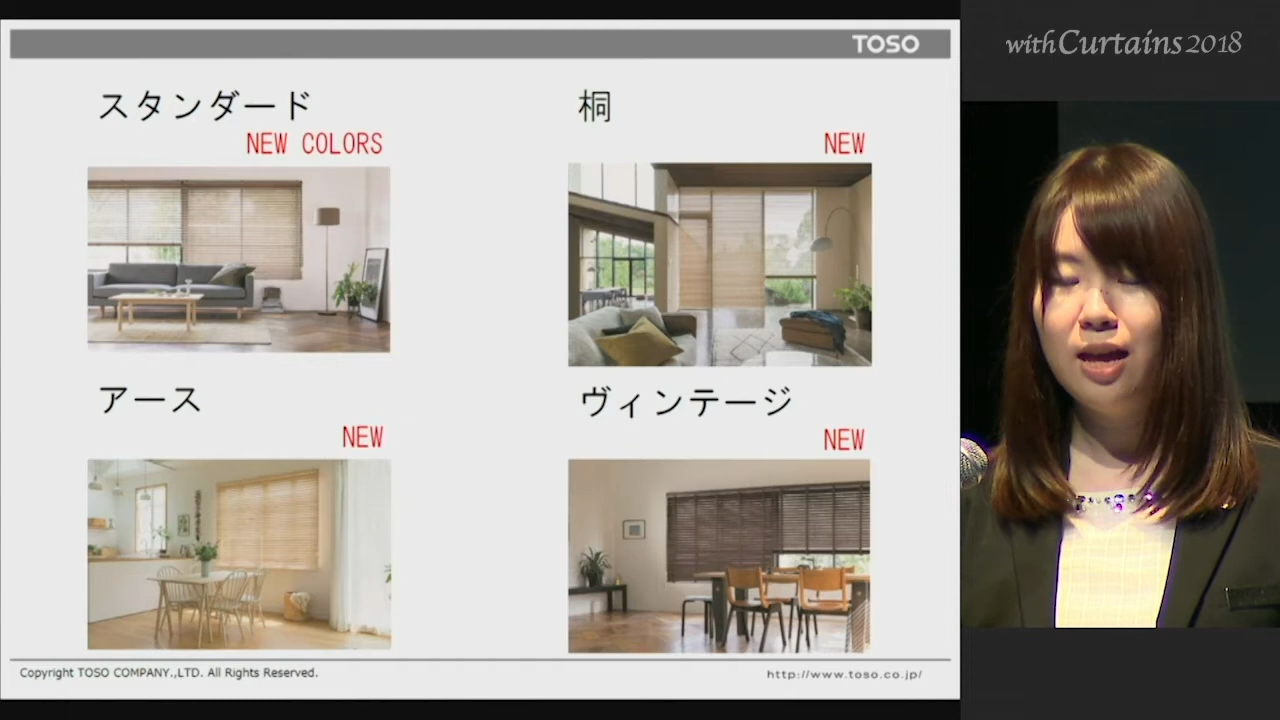 TOSO
withCurtains2018
スタンダード
NEW COLORS
桐
NEW
アース
NEW
ヴィンテージ
NEW
Copyright TOSO COMPANY.,LTD. All Rights Reserved.
http://www.toso.co.jp/